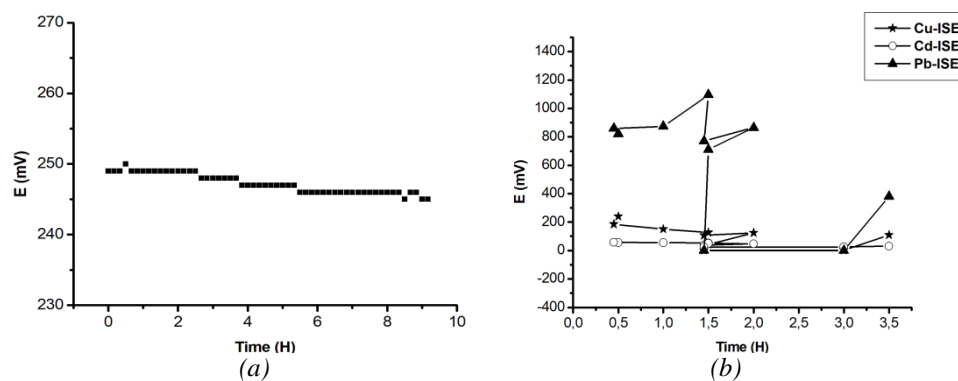 270
260
250
240
230
E (mV)
0 2 4 6 8 10
Time (H)
(a)
Cu-ISE
Cd-ISE
Pb-ISE
1400
1200
1000
800
600
400
200
0
-200
-400
E (mV)
0,0 0,5 1,0 1,5 2,0 2,5 3,0 3,5
Time (H)
(b)